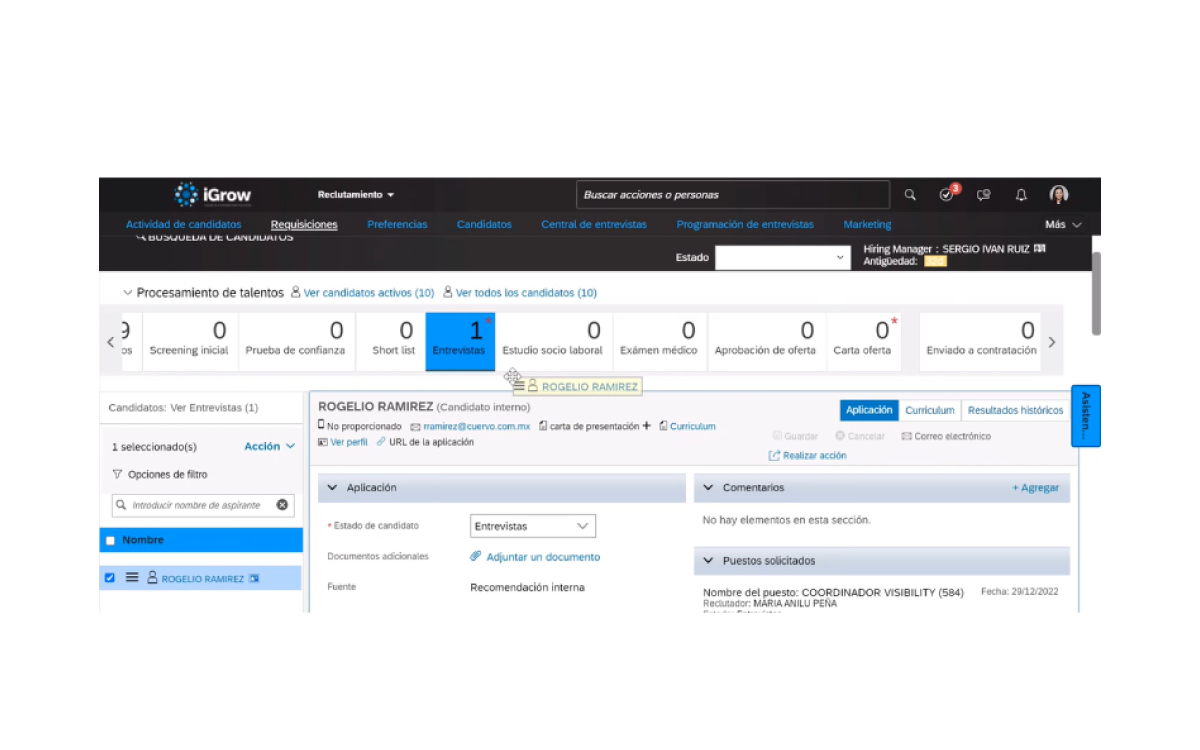 iGrow Reclutamiento Buscar acciones o personas 3
Actividad de candidatos Requisiciones Preferencias Candidatos Central de entrevistas Programación de entrevistas Marketing Más
BÚSQUEDA DE CANDIDATOS
Estado Hiring Manager : SERGIO IVAN RUIZ
Antigüedad:
Procesamiento de talentos Ver candidatos activos (10) Ver todos los candidatos (10)
0 0 0 1* 0 0 0 0* 0
Screening inicial Prueba de confianza Short list Entrevistas Estudio socio laboral Exámen médico Aprobación de oferta Carta oferta Enviado a contratación
ROGELIO RAMIREZ
Candidatos: Ver Entrevistas (1)
1 seleccionado(s) Acción
Opciones de filtro
Introducir nombre de aspirante
Nombre
ROGELIO RAMIREZ
ROGELIO RAMIREZ (Candidato interno)
No proporcionado rramirez@cuervo.com.mx carta de presentación + Curriculum
Ver perfil URL de la aplicación
Aplicación Curriculum Resultados históricos
Guardar Cancelar Correo electrónico
Realizar acción
Aplicación
* Estado de candidato Entrevistas
Documentos adicionales Adjuntar un documento
Fuente Recomendación interna
Comentarios + Agregar
No hay elementos en esta sección.
Puestos solicitados
Nombre del puesto: COORDINADOR VISIBILITY (584) Fecha: 29/12/2022
Reclutador: MARIA ANILU PEÑA
Asisten...